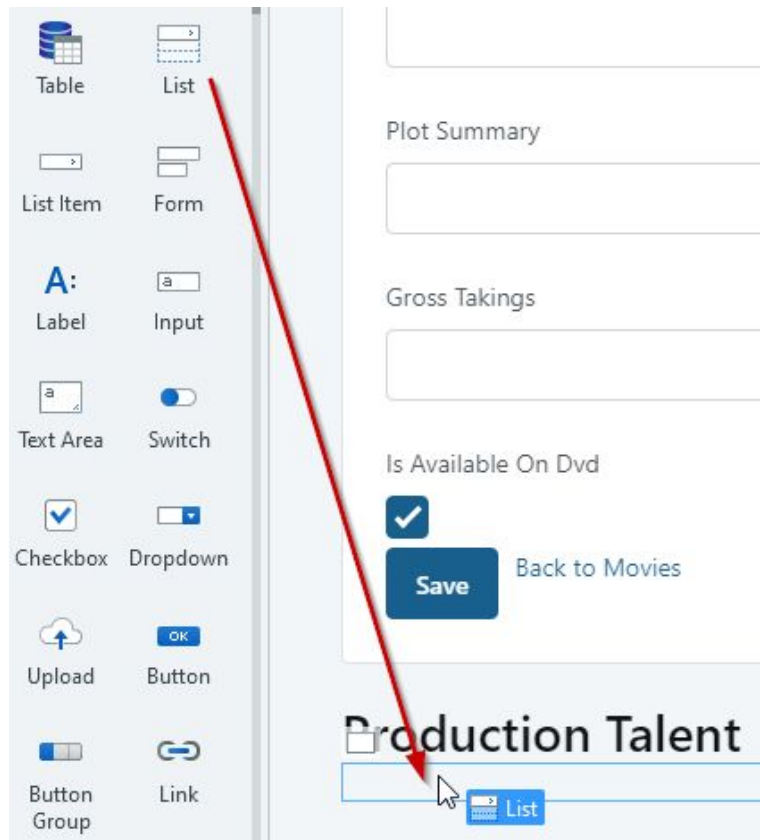 Table
List
List Item
Form
A:
Label
a
Input
a
Text Area
Switch
Checkbox
Dropdown
Upload
OK
Button
Button
Group
Link
Plot Summary
Gross Takings
Is Available On Dvd
Save
Back to Movies
Production Talent
List